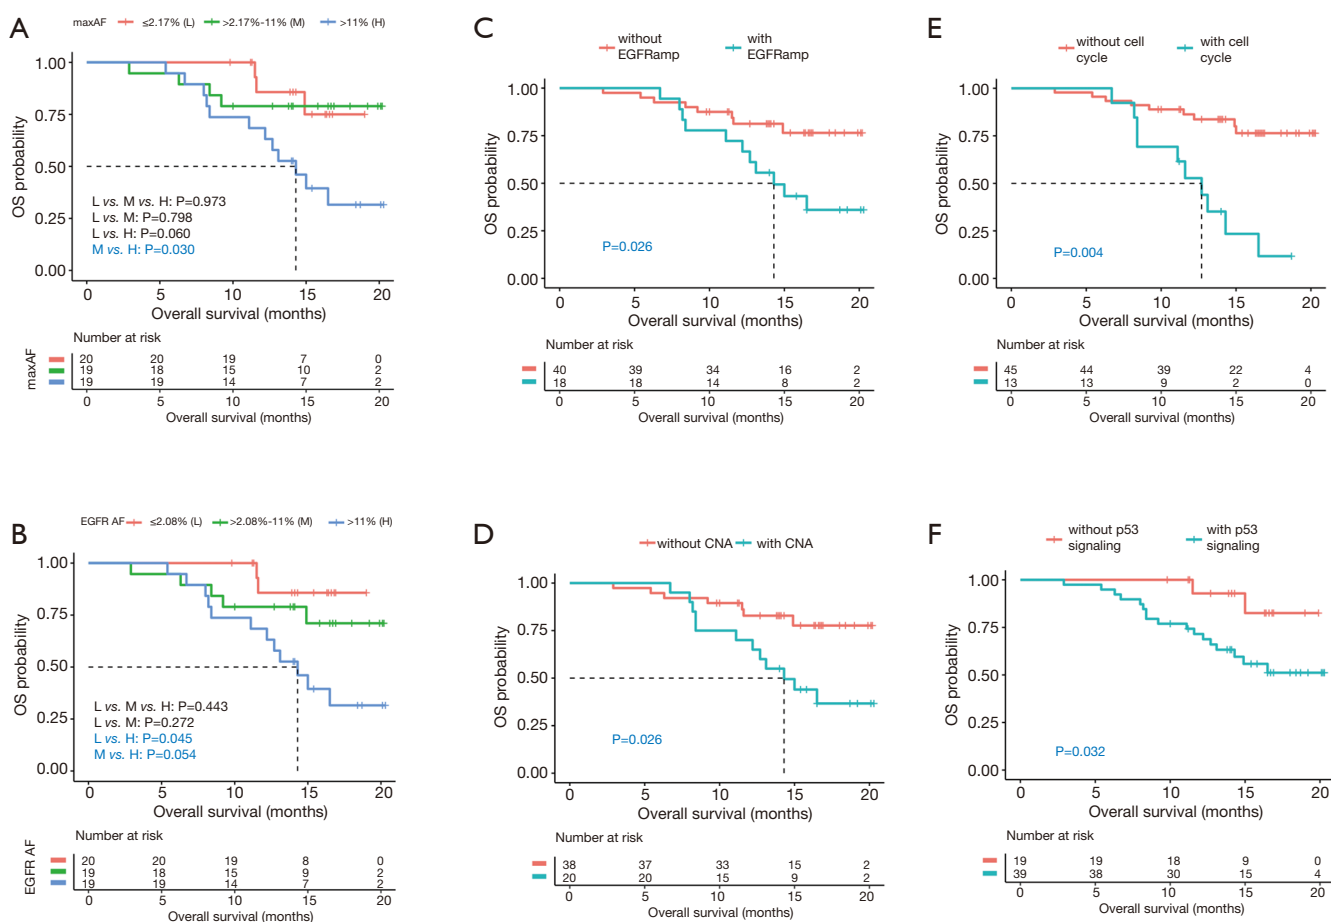 A
maxAF ≤2.17% (L) >2.17%-11% (M) >11% (H)
OS probability
1.00
0.75
0.50
0.25
0.00
L vs. M vs. H: P=0.973
L vs. M: P=0.798
L vs. H: P=0.060
M vs. H: P=0.030
0 5 10 15 20
Overall survival (months)
Number at risk
maxAF
20 20 19 7 0
19 18 15 10 2
19 19 14 7 2
0 5 10 15 20
Overall survival (months)
C
without EGFRamp
with EGFRamp
OS probability
1.00
0.75
0.50
0.25
0.00
P=0.026
0 5 10 15 20
Overall survival (months)
Number at risk
40 39 34 16 2
18 18 14 8 2
0 5 10 15 20
Overall survival (months)
E
without cell cycle
with cell cycle
OS probability
1.00
0.75
0.50
0.25
0.00
P=0.004
0 5 10 15 20
Overall survival (months)
Number at risk
45 44 39 22 4
13 13 9 2 0
0 5 10 15 20
Overall survival (months)
B
EGFR AF ≤2.08% (L) >2.08%-11% (M) >11% (H)
OS probability
1.00
0.75
0.50
0.25
0.00
L vs. M vs. H: P=0.443
L vs. M: P=0.272
L vs. H: P=0.045
M vs. H: P=0.054
0 5 10 15 20
Overall survival (months)
Number at risk
EGFR AF
20 20 19 8 0
19 18 15 9 2
19 19 14 7 2
0 5 10 15 20
Overall survival (months)
D
without CNA with CNA
OS probability
1.00
0.75
0.50
0.25
0.00
P=0.026
0 5 10 15 20
Overall survival (months)
Number at risk
38 37 33 15 2
20 20 15 9 2
0 5 10 15 20
Overall survival (months)
F
without p53 signaling
with p53 signaling
OS probability
1.00
0.75
0.50
0.25
0.00
P=0.032
0 5 10 15 20
Overall survival (months)
Number at risk
19 19 18 9 0
39 38 30 15 4
0 5 10 15 20
Overall survival (months)